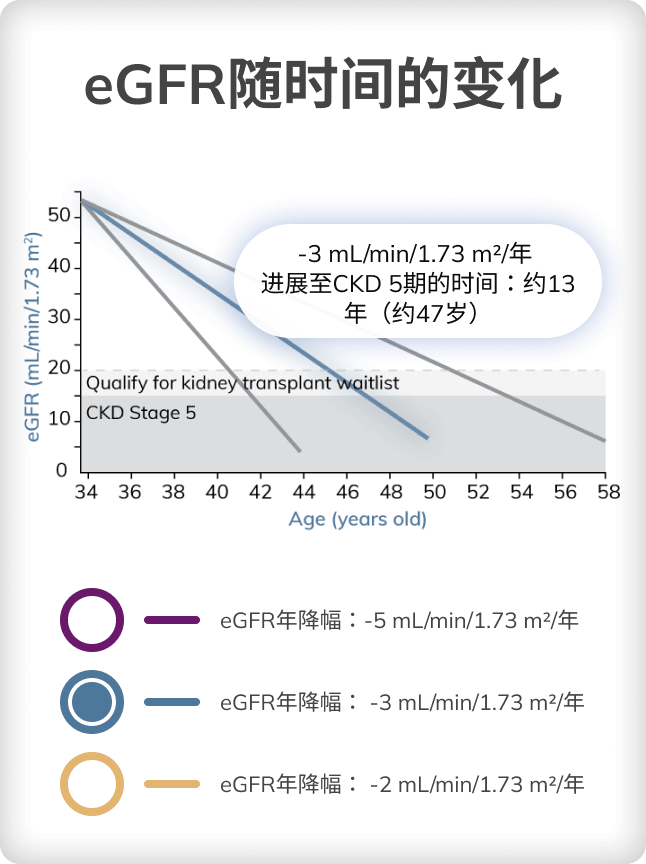 eGFR随时间的变化
-3 mL/min/1.73 m²/年
进展至CKD 5期的时间：约13
年（约47岁）
eGFR (mL/min/1.73 m²)
50
40
30
20
10
0
Qualify for kidney transplant waitlist
CKD Stage 5
34 36 38 40 42 44 46 48 50 52 54 56 58
Age (years old)
eGFR年降幅：-5 mL/min/1.73 m²/年
eGFR年降幅： -3 mL/min/1.73 m²/年
eGFR年降幅： -2 mL/min/1.73 m²/年